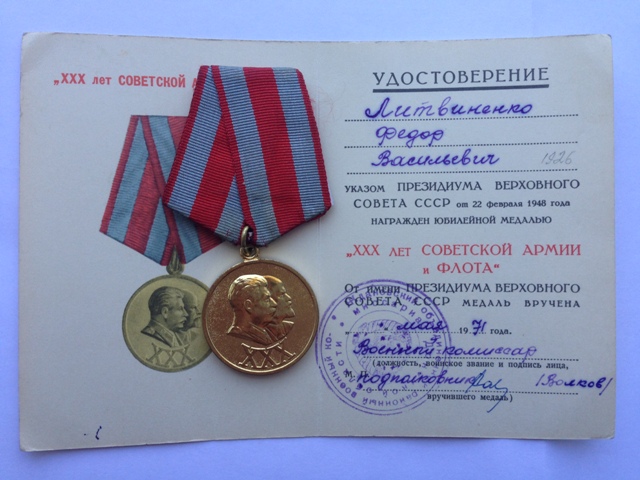 „XXX лет СОВЕТСКОЙ
XXX
XXX
УДОСТОВЕРЕНИЕ
Литвиненко
Федор
Васильевич 1926
УКАЗОМ ПРЕЗИДИУМА ВЕРХОВНОГО
СОВЕТА СССР от 22 февраля 1948 года
НАГРАЖДЕН ЮБИЛЕЙНОЙ МЕДАЛЬЮ
„XXX ЛЕТ СОВЕТСКОЙ АРМИИ
и ФЛОТА“
От ИМЕНИ ПРЕЗИДИУМА ВЕРХОВНОГО
СОВЕТА СССР МЕДАЛЬ ВРУЧЕНА
мая 1971 года.
Военный комиссар
(должность, воинское звание и подпись лица,
М. П. подполковник (Волков)
вручившего медаль)